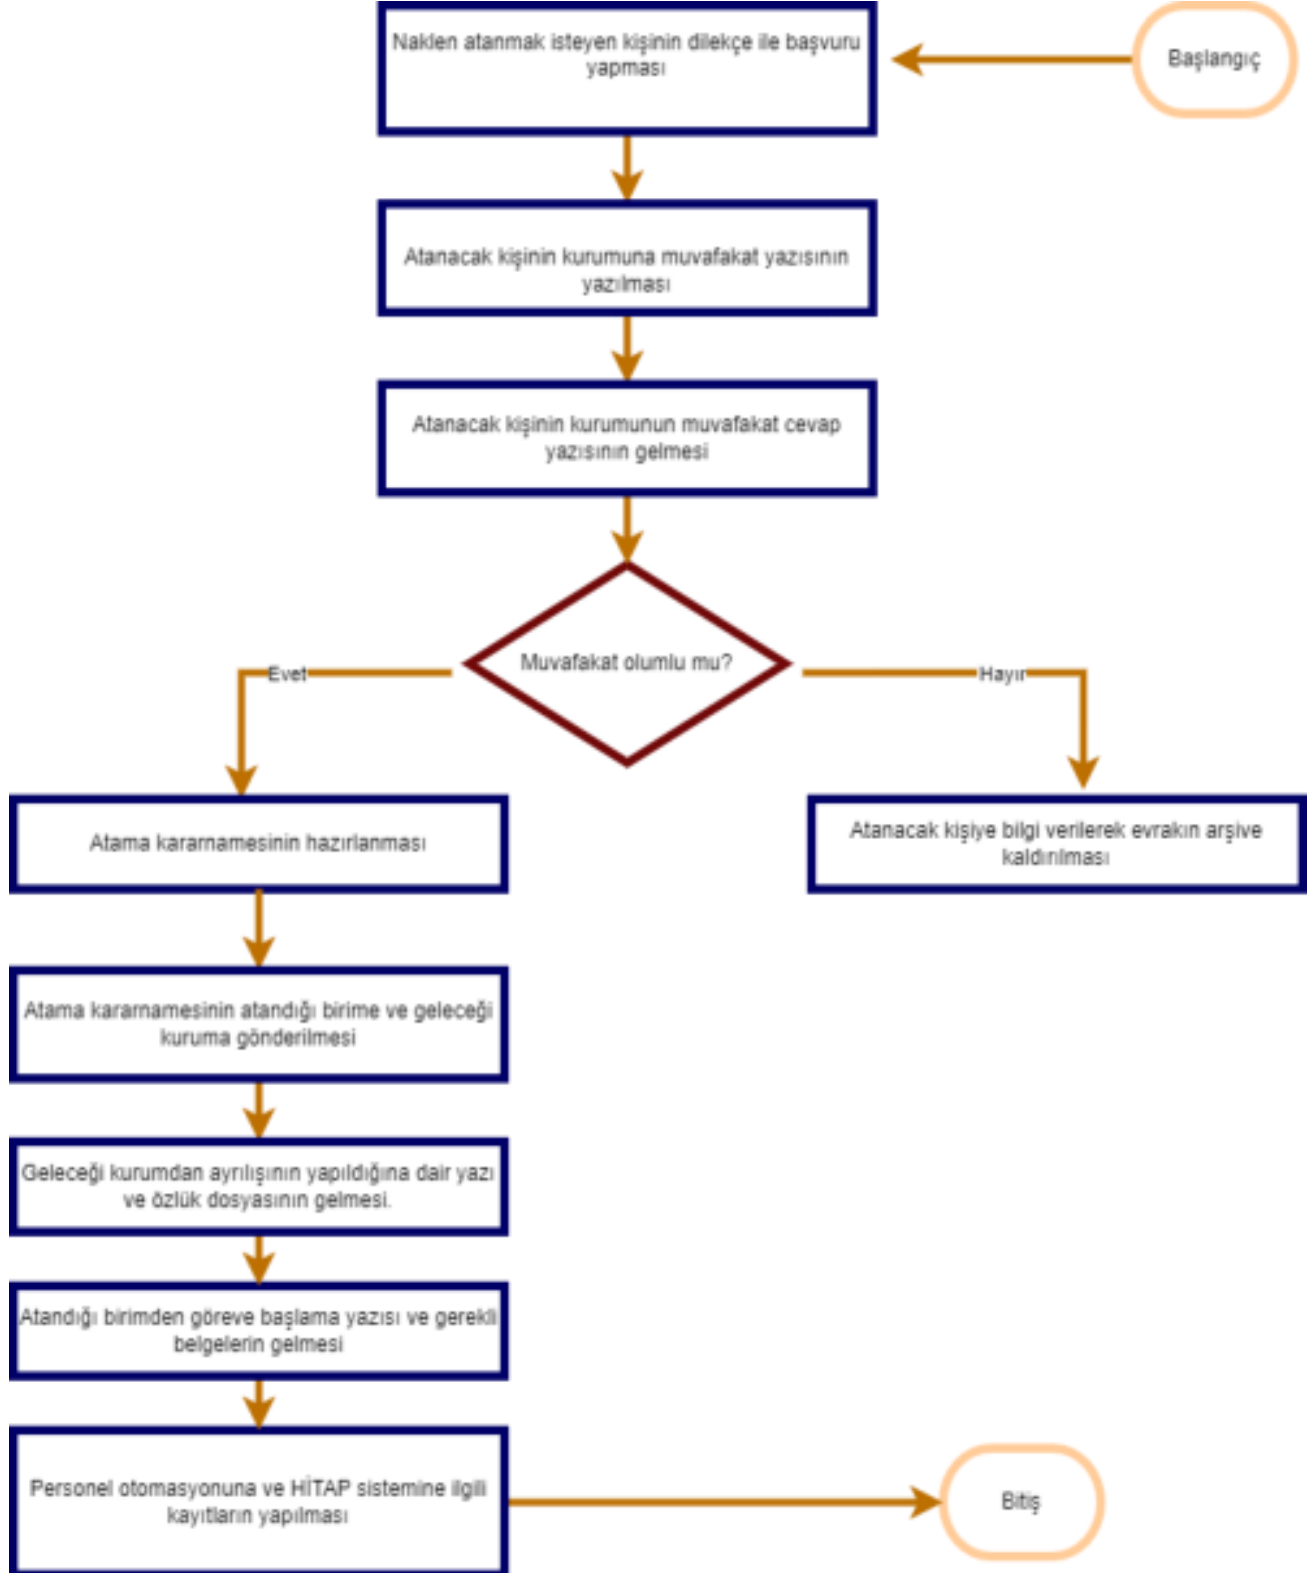 Başlangıç
Naklen atanmak isteyen kişinin dilekçe ile başvuru
yapması
Atanacak kişinin kurumuna muvafakat yazısının
yazılması
Atanacak kişinin kurumunun muvafakat cevap
yazısının gelmesi
Muvafakat olumlu mu?
Evet
Hayır
Atama kararnamesinin hazırlanması
Atanacak kişiye bilgi verilerek evrakın arşive
kaldırılması
Atama kararnamesinin atandığı birime ve geleceği
kuruma gönderilmesi
Geleceği kurumdan ayrılışının yapıldığına dair yazı
ve özlük dosyasının gelmesi.
Atandığı birimden göreve başlama yazısı ve gerekli
belgelerin gelmesi
Personel otomasyonuna ve HİTAP sistemine ilgili
kayıtların yapılması
Bitiş